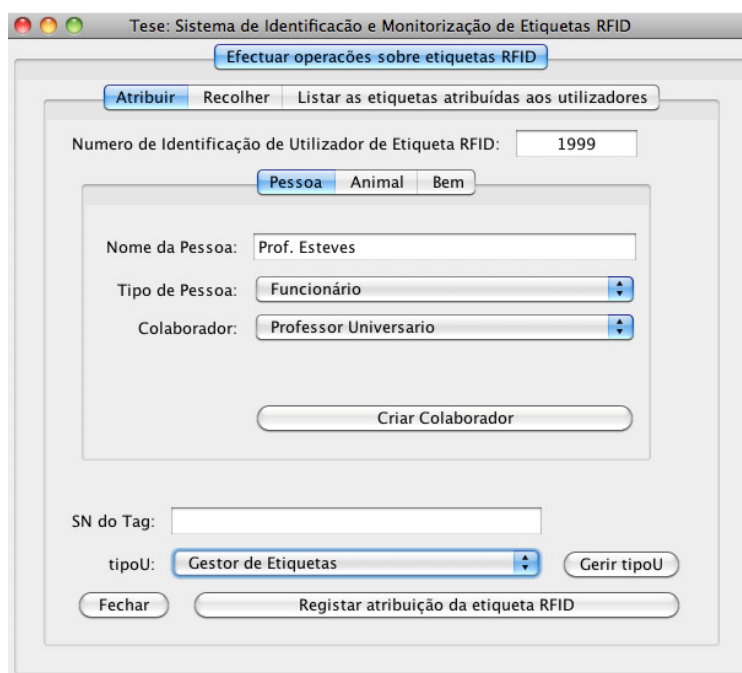 Tese: Sistema de Identificacão e Monitorização de Etiquetas RFID
Efectuar operacões sobre etiquetas RFID
Atribuir Recolher Listar as etiquetas atribuídas aos utilizadores
Numero de Identificação de Utilizador de Etiqueta RFID: 1999
Pessoa Animal Bem
Nome da Pessoa: Prof. Esteves
Tipo de Pessoa: Funcionário
Colaborador: Professor Universario
Criar Colaborador
SN do Tag:
tipoU: Gestor de Etiquetas Gerir tipoU
Fechar Registar atribuição da etiqueta RFID